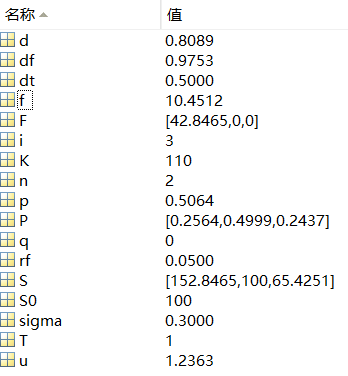 名称 值
d 0.8089
df 0.9753
dt 0.5000
f 10.4512
F [42.8465,0,0]
i 3
K 110
n 2
p 0.5064
P [0.2564,0.4999,0.2437]
q 0
rf 0.0500
S [152.8465,100,65.4251]
S0 100
sigma 0.3000
T 1
u 1.2363